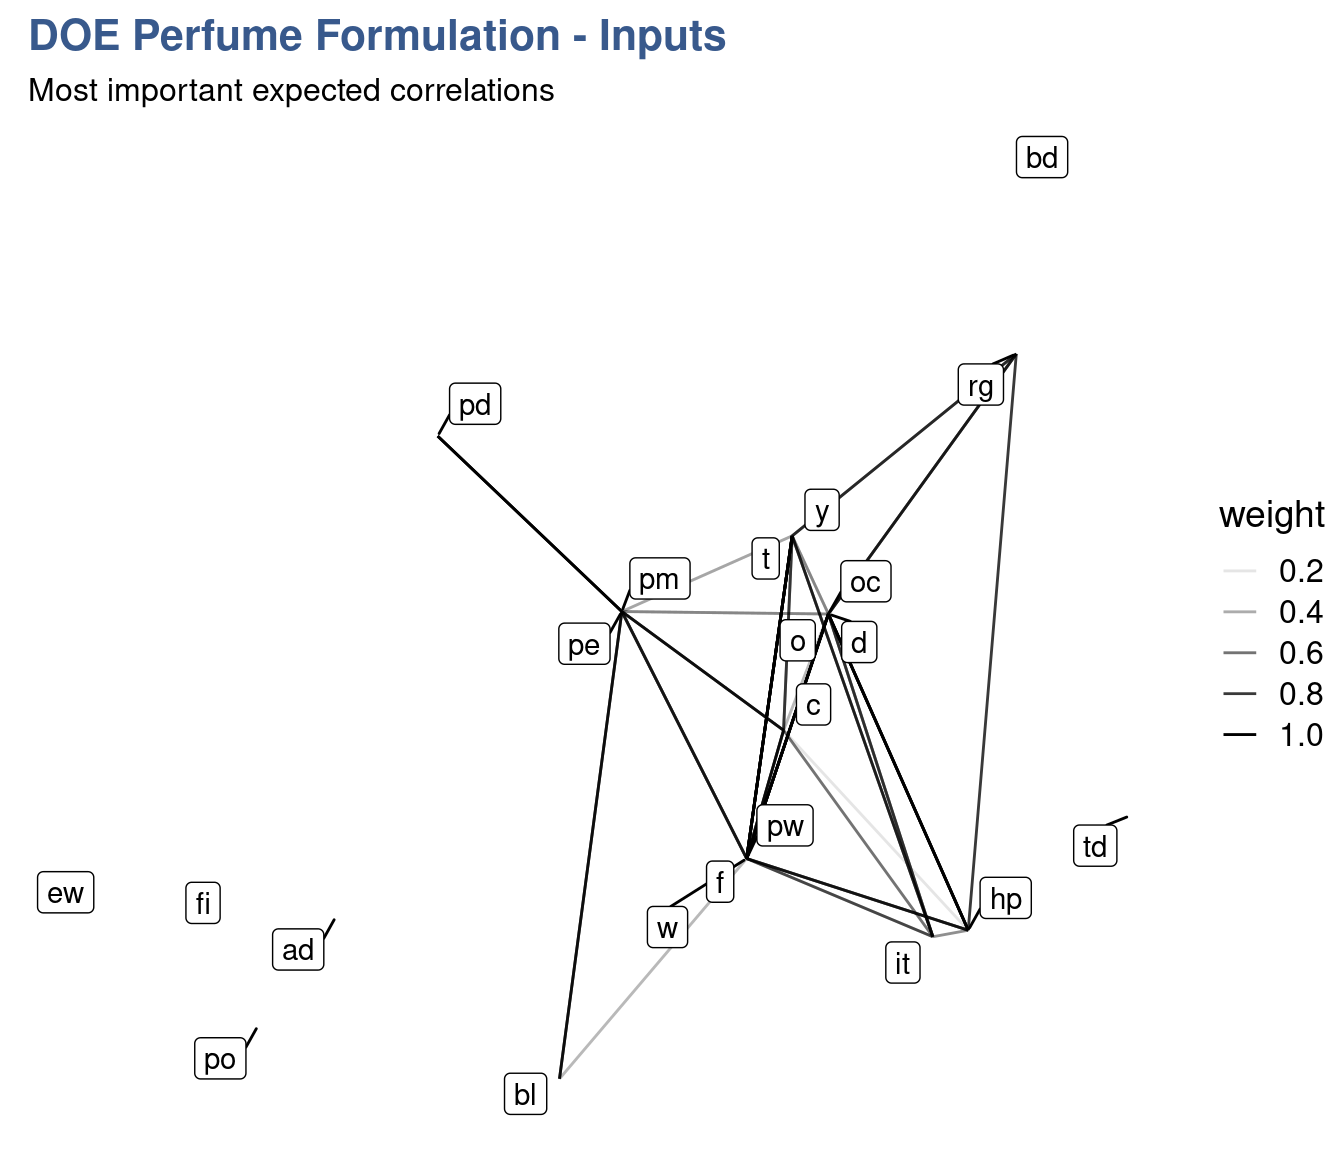 DOE Perfume Formulation - Inputs
Most important expected correlations
bd
rg
pd
y
t
pm
oc
pe
o
d
c
pw
td
f
hp
ew
fi
w
ad
it
po
bl
weight
0.2
0.4
0.6
0.8
1.0